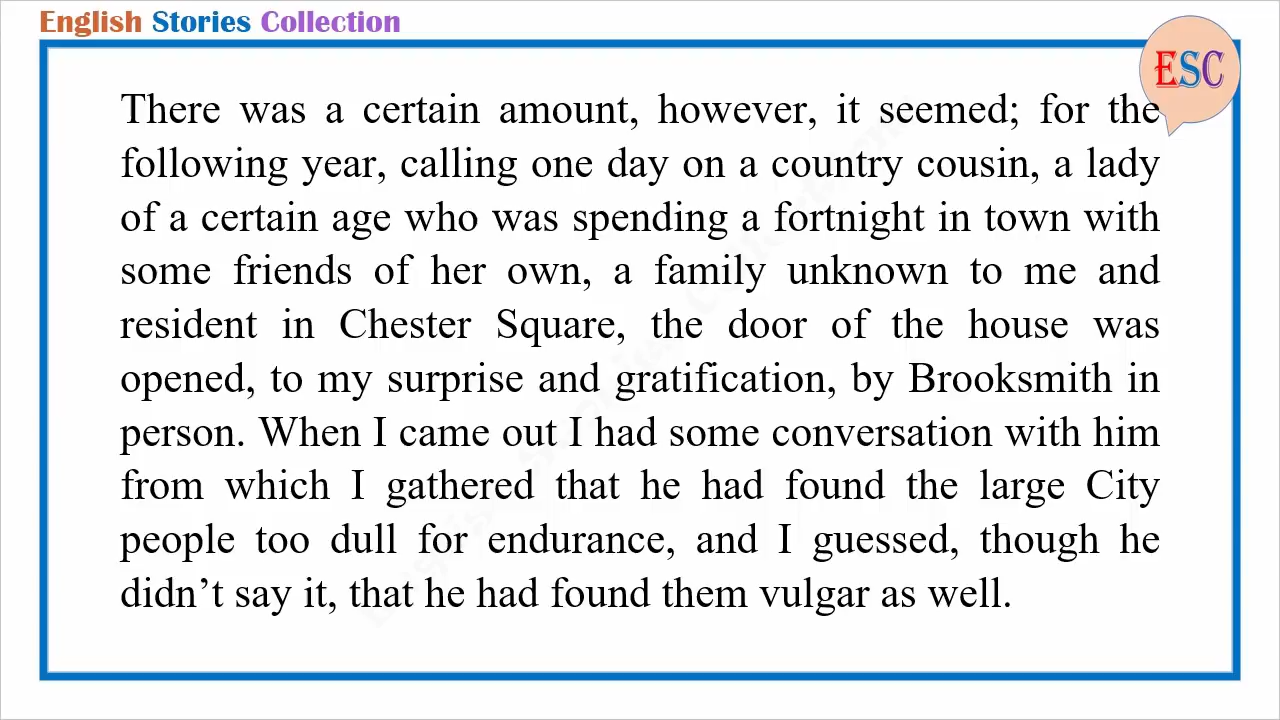 English Stories Collection
ESC
There was a certain amount, however, it seemed; for the
following year, calling one day on a country cousin, a lady
of a certain age who was spending a fortnight in town with
some friends of her own, a family unknown to me and
resident in Chester Square, the door of the house was
opened, to my surprise and gratification, by Brooksmith in
person. When I came out I had some conversation with him
from which I gathered that he had found the large City
people too dull for endurance, and I guessed, though he
didn’t say it, that he had found them vulgar as well.